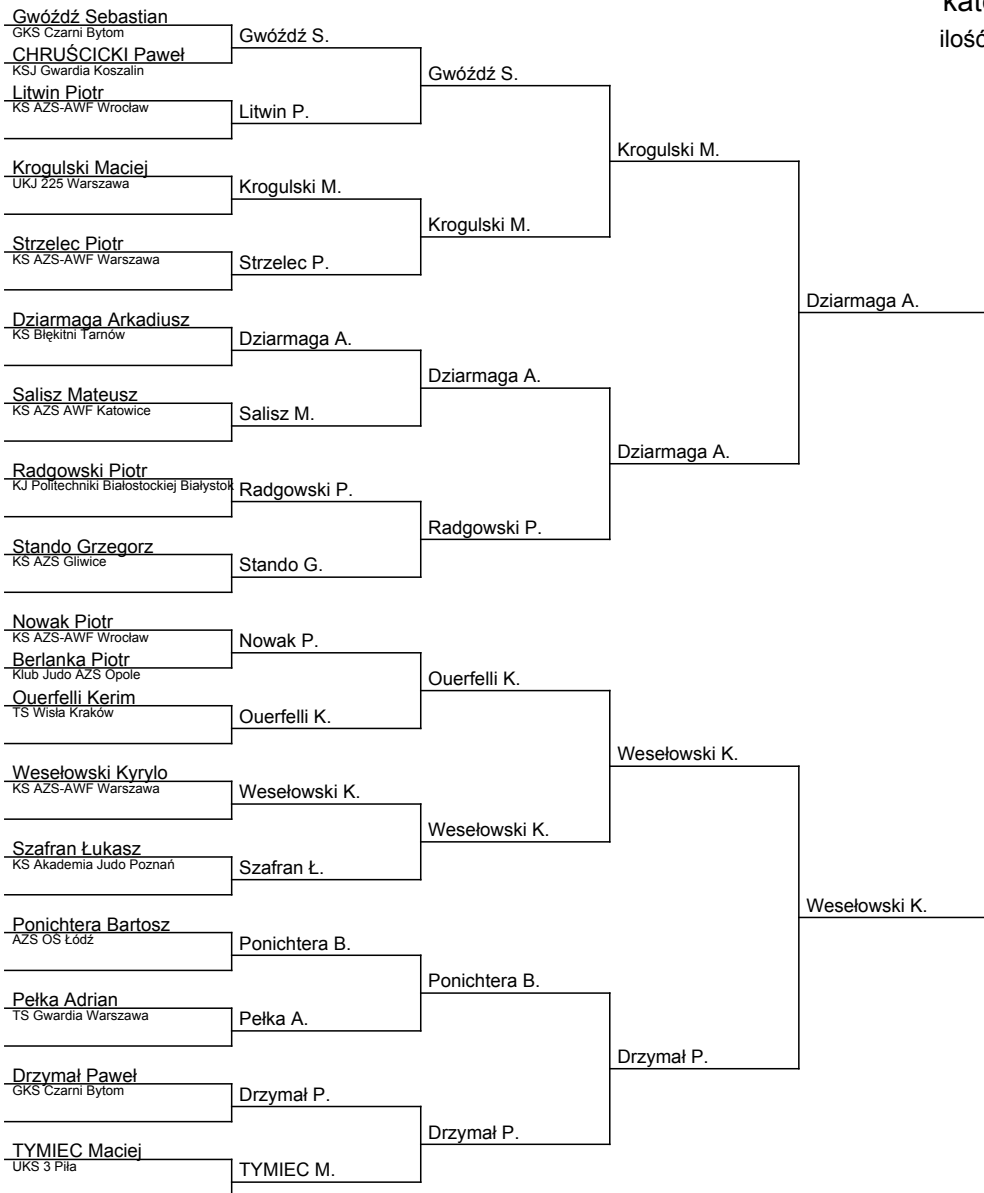 kat
ilość
Gwóźdź Sebastian
GKS Czarni Bytom
Gwóźdź S.
CHRUŚCICKI Paweł
KSJ Gwardia Koszalin
Gwóźdź S.
Litwin Piotr
KS AZS-AWF Wrocław
Litwin P.
Krogulski M.
Krogulski Maciej
UKJ 225 Warszawa
Krogulski M.
Krogulski M.
Strzelec Piotr
KS AZS-AWF Warszawa
Strzelec P.
Dziarmaga A.
Dziarmaga Arkadiusz
KS Błękitni Tarnów
Dziarmaga A.
Dziarmaga A.
Salisz Mateusz
KS AZS AWF Katowice
Salisz M.
Dziarmaga A.
Radgowski Piotr
KJ Politechniki Białostockiej Białystok
Radgowski P.
Radgowski P.
Stando Grzegorz
KS AZS Gliwice
Stando G.
Nowak Piotr
KS AZS-AWF Wrocław
Nowak P.
Berlanka Piotr
Klub Judo AZS Opole
Ouerfelli K.
Ouerfelli Kerim
TS Wisła Kraków
Ouerfelli K.
Wesełowski K.
Wesełowski Kyrylo
KS AZS-AWF Warszawa
Wesełowski K.
Wesełowski K.
Szafran Łukasz
KS Akademia Judo Poznań
Szafran Ł.
Wesełowski K.
Ponichtera Bartosz
AZS OŚ Łódź
Ponichtera B.
Ponichtera B.
Pełka Adrian
TS Gwardia Warszawa
Pełka A.
Drzymał P.
Drzymał Paweł
GKS Czarni Bytom
Drzymał P.
Drzymał P.
TYMIEC Maciej
UKS 3 Piła
TYMIEC M.